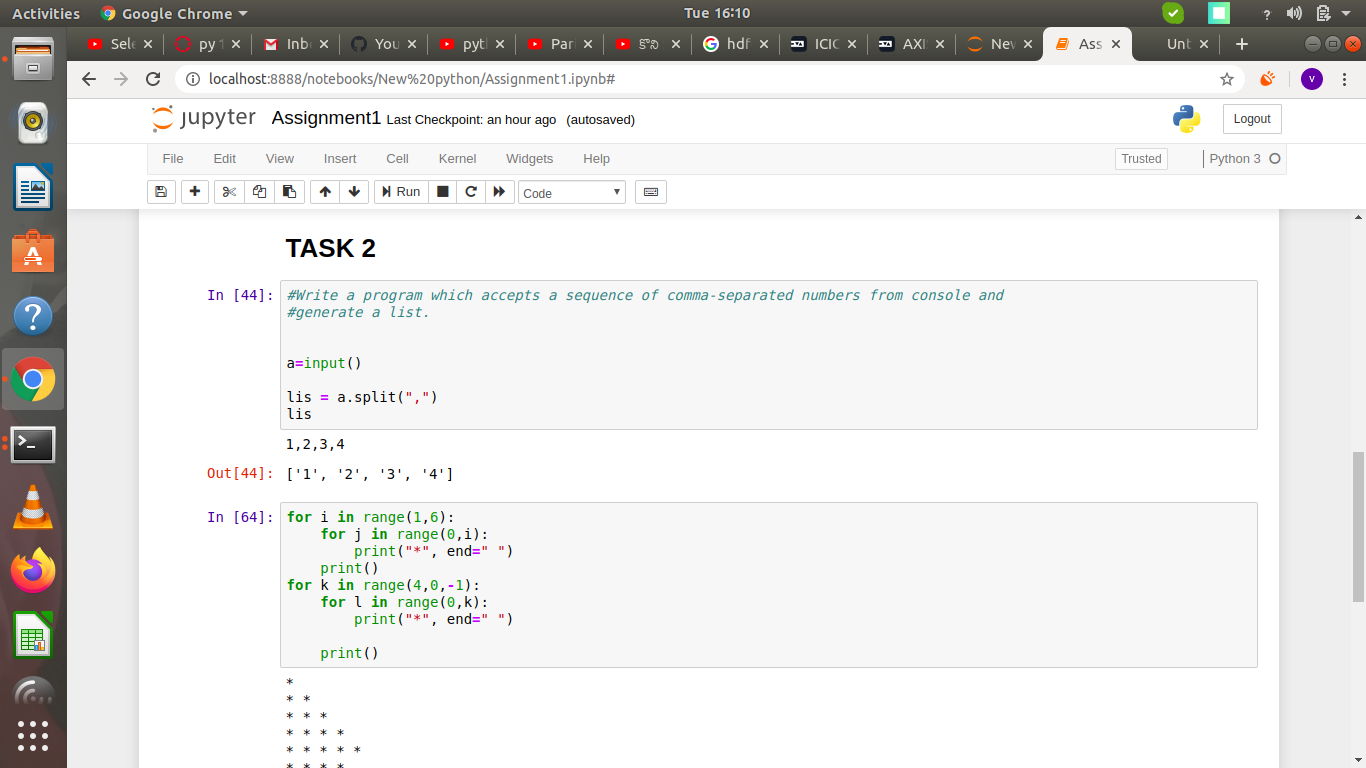 Activities
Google Chrome
Tue 16:10
?
Sele
py 1
Inb
You
pytl
Par
కొని
hdf
ICIC
AXI
Nev
Ass
Unt
localhost:8888/notebooks/New%20python/Assignment1.ipynb#
V
jupyter
Assignment1 Last Checkpoint: an hour ago (autosaved)
Logout
File Edit View Insert Cell Kernel Widgets Help
Trusted
Python 3
Run
Code
TASK 2
In [44]: #Write a program which accepts a sequence of comma-separated numbers from console and
#generate a list.
a=input()
lis = a.split(",")
lis
1,2,3,4
Out[44]: ['1', '2', '3', '4']
In [64]: for i in range(1,6):
    for j in range(0,i):
        print("*", end=" ")
    print()
for k in range(4,0,-1):
    for l in range(0,k):
        print("*", end=" ")
    print()
*
* *
* * *
* * * *
* * * * *
* * * *